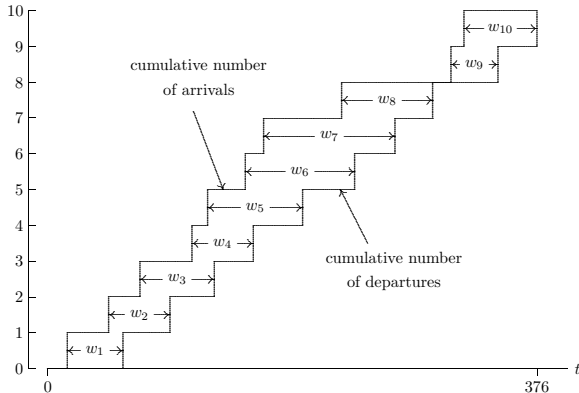 10
w10
9
w9
cumulative number
of arrivals
8
w8
7
w7
6
w6
5
w5
4
w4
cumulative number
of departures
3
w3
2
w2
1
w1
0
t
0 376